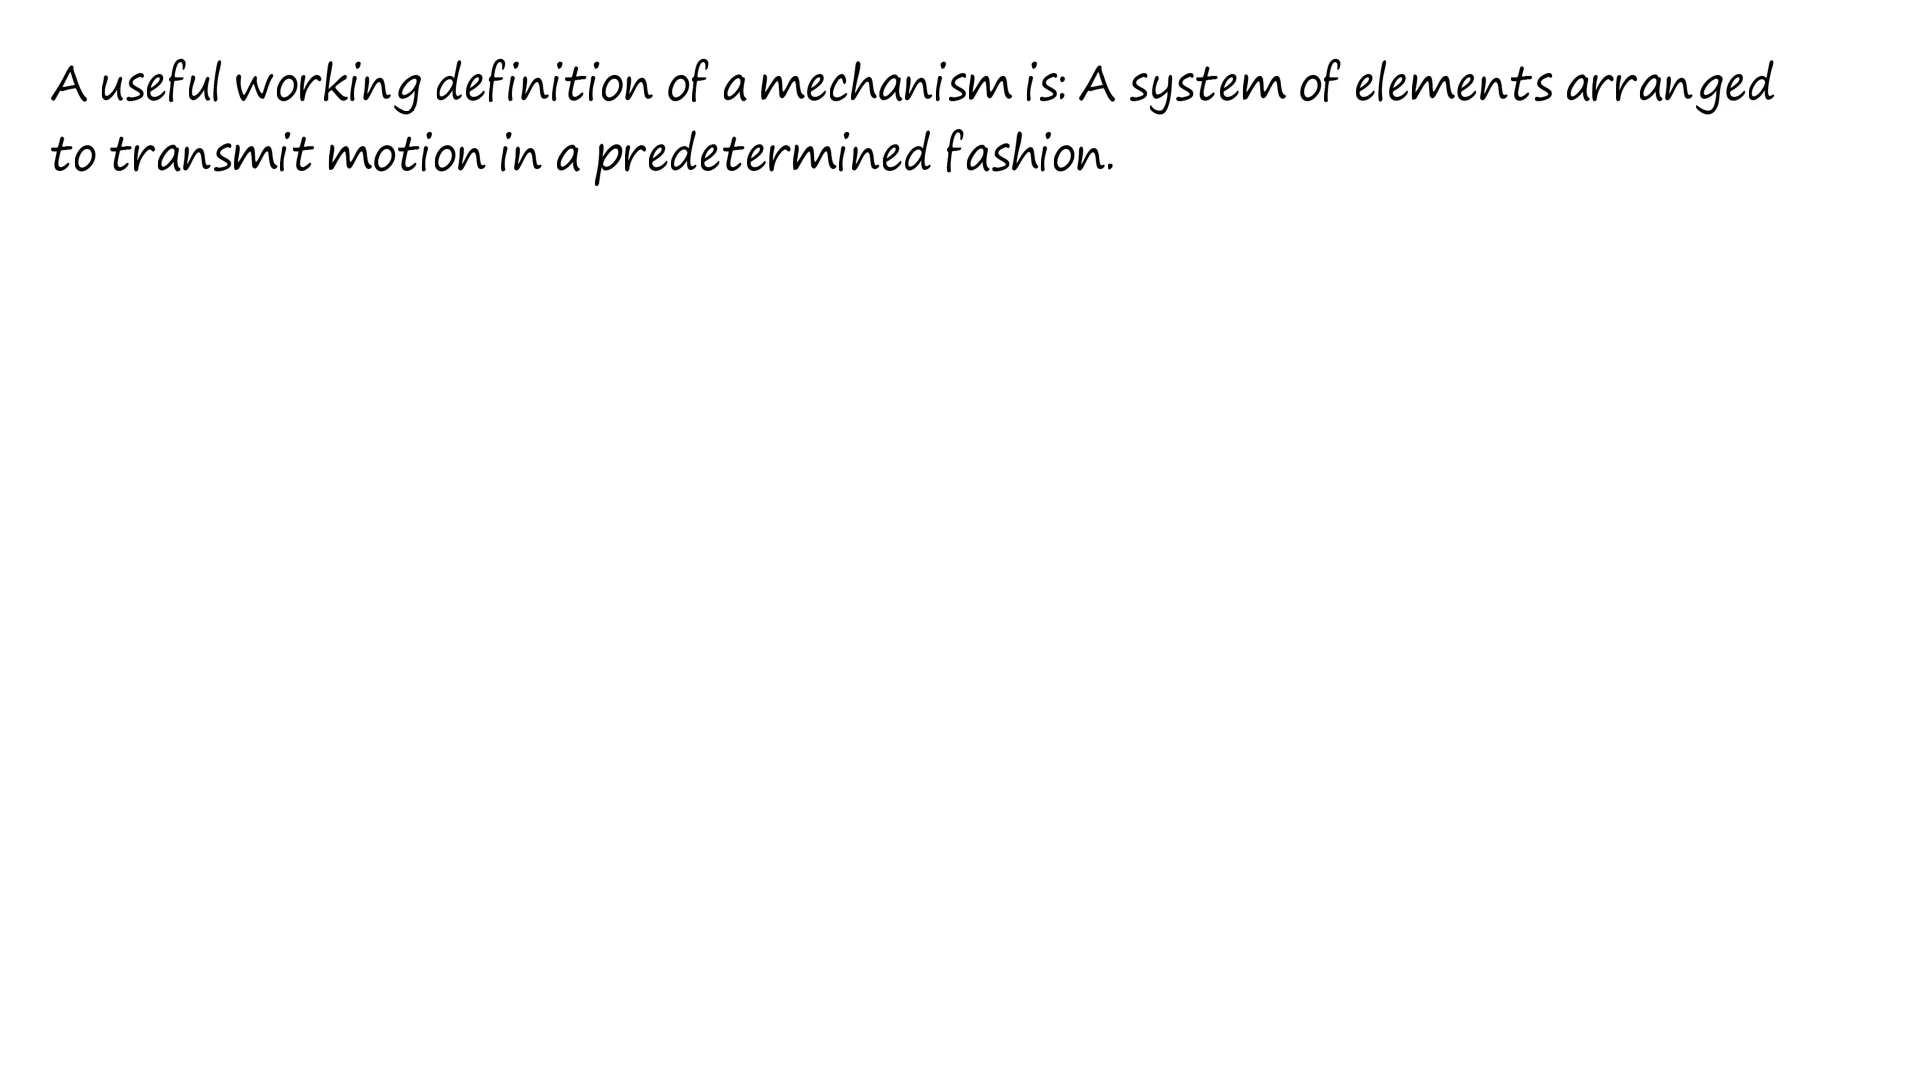 A useful working definition of a mechanism is: A system of elements arranged
to transmit motion in a predetermined fashion.